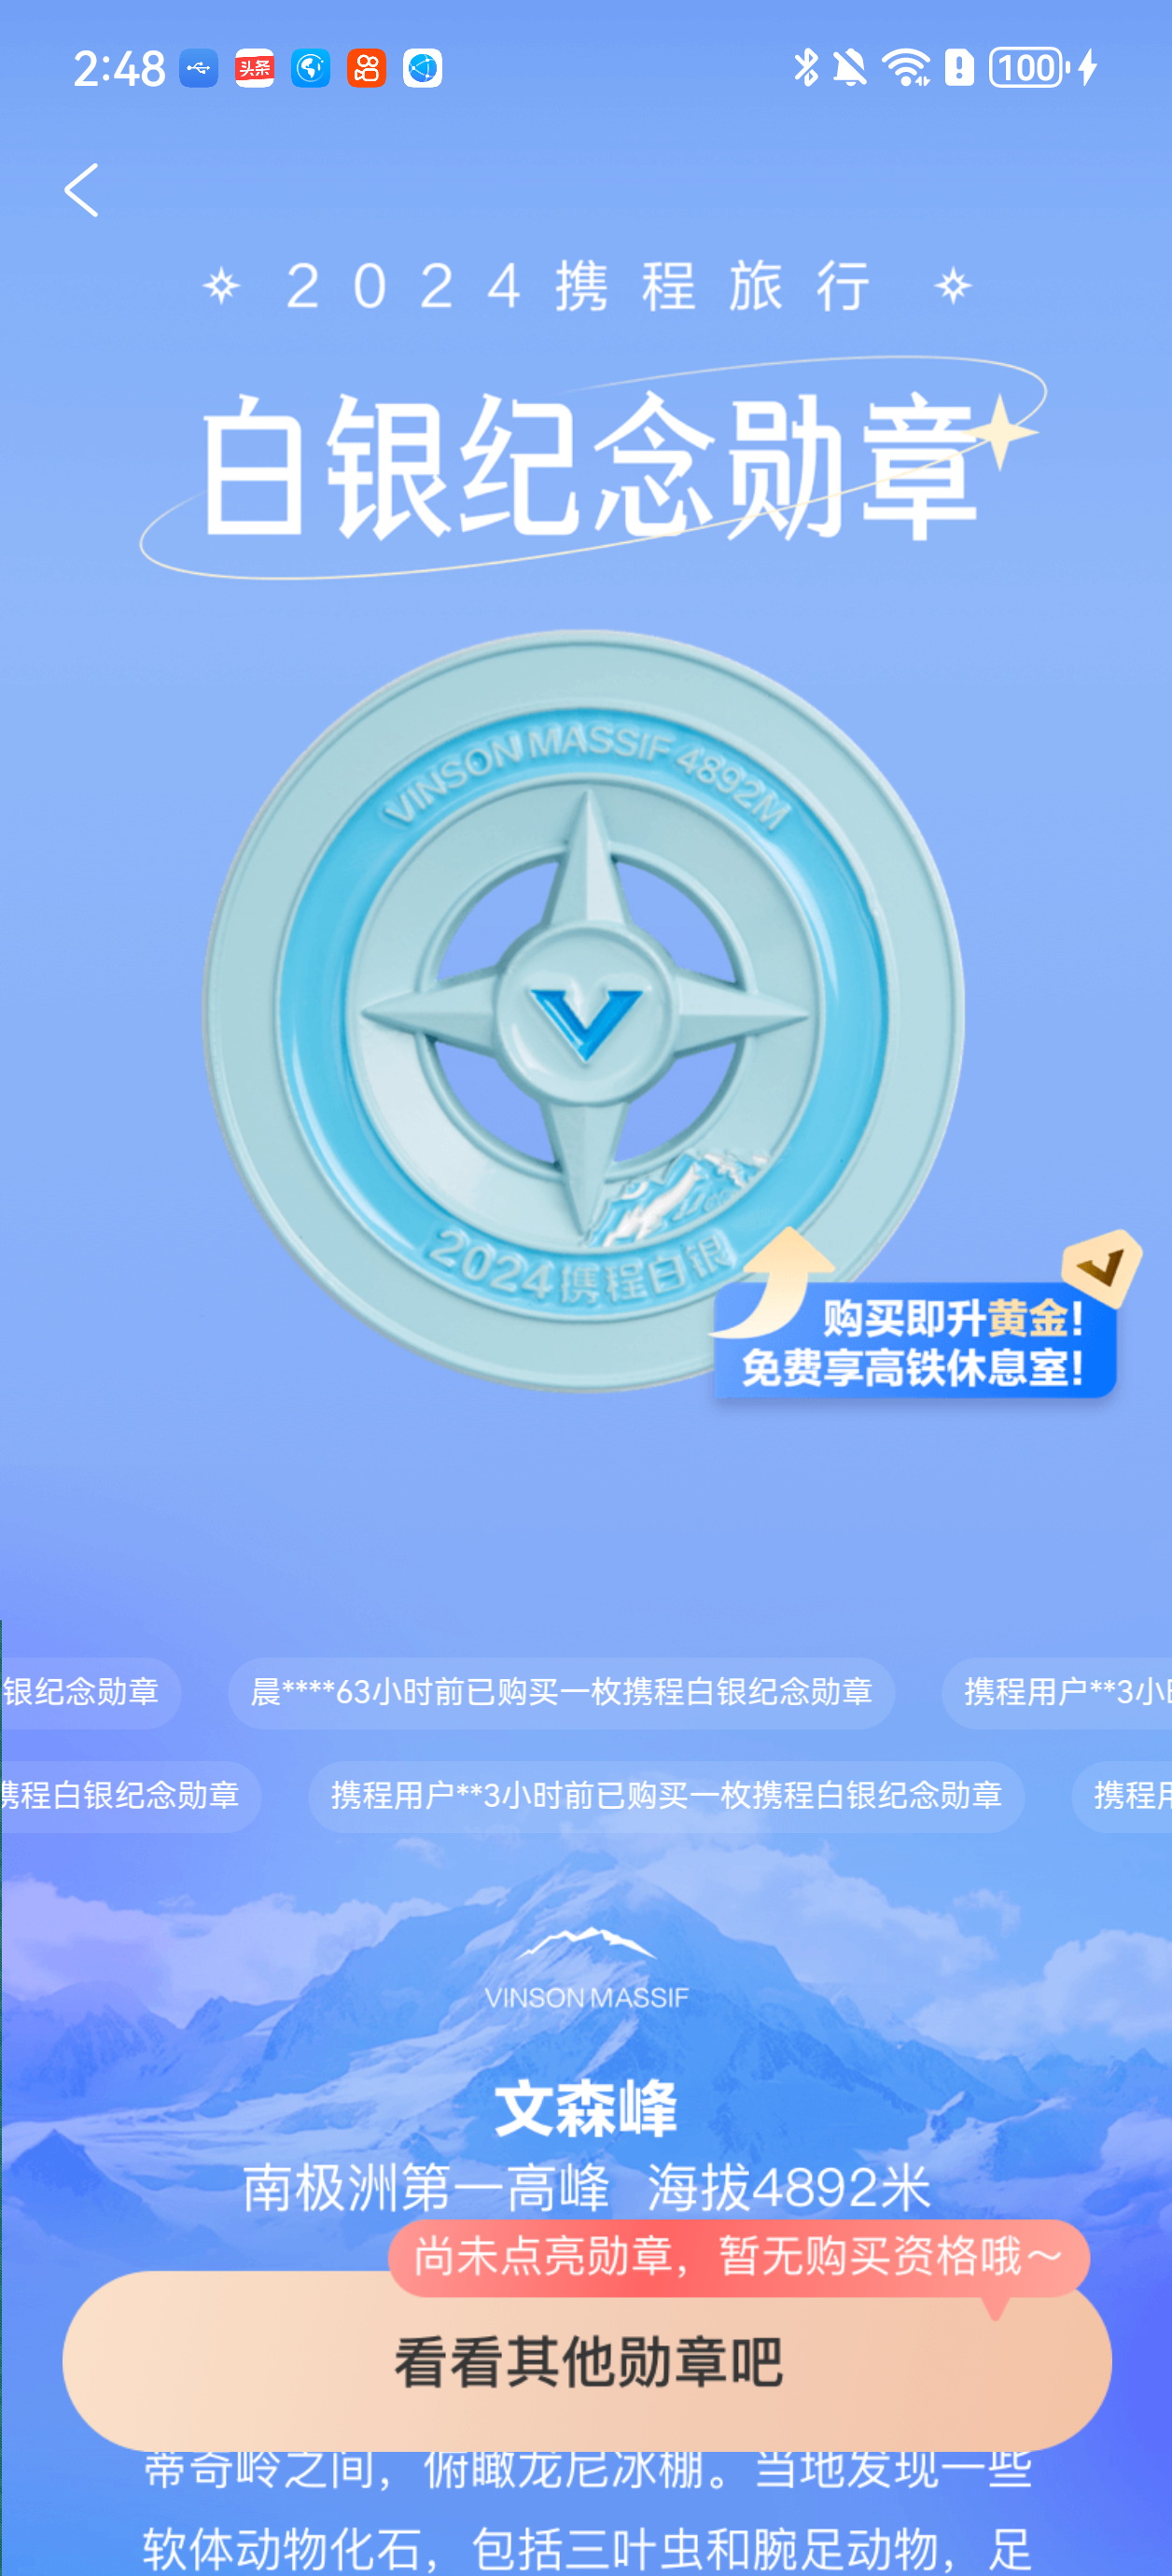 2:48
头条
100
2024携程旅行
白银纪念勋章
VINSON MASSIF 4892M
V
2024携程白银
购买即升黄金!
免费享高铁休息室!
银纪念勋章
晨****63小时前已购买一枚携程白银纪念勋章
携程用户**3小
携程白银纪念勋章
携程用户**3小时前已购买一枚携程白银纪念勋章
携程用
VINSON MASSIF
文森峰
南极洲第一高峰 海拔4892米
尚未点亮勋章，暂无购买资格哦～
看看其他勋章吧
蒂奇岭之间，俯瞰龙尼冰棚。当地发现一些
软体动物化石，包括三叶虫和腕足动物，足